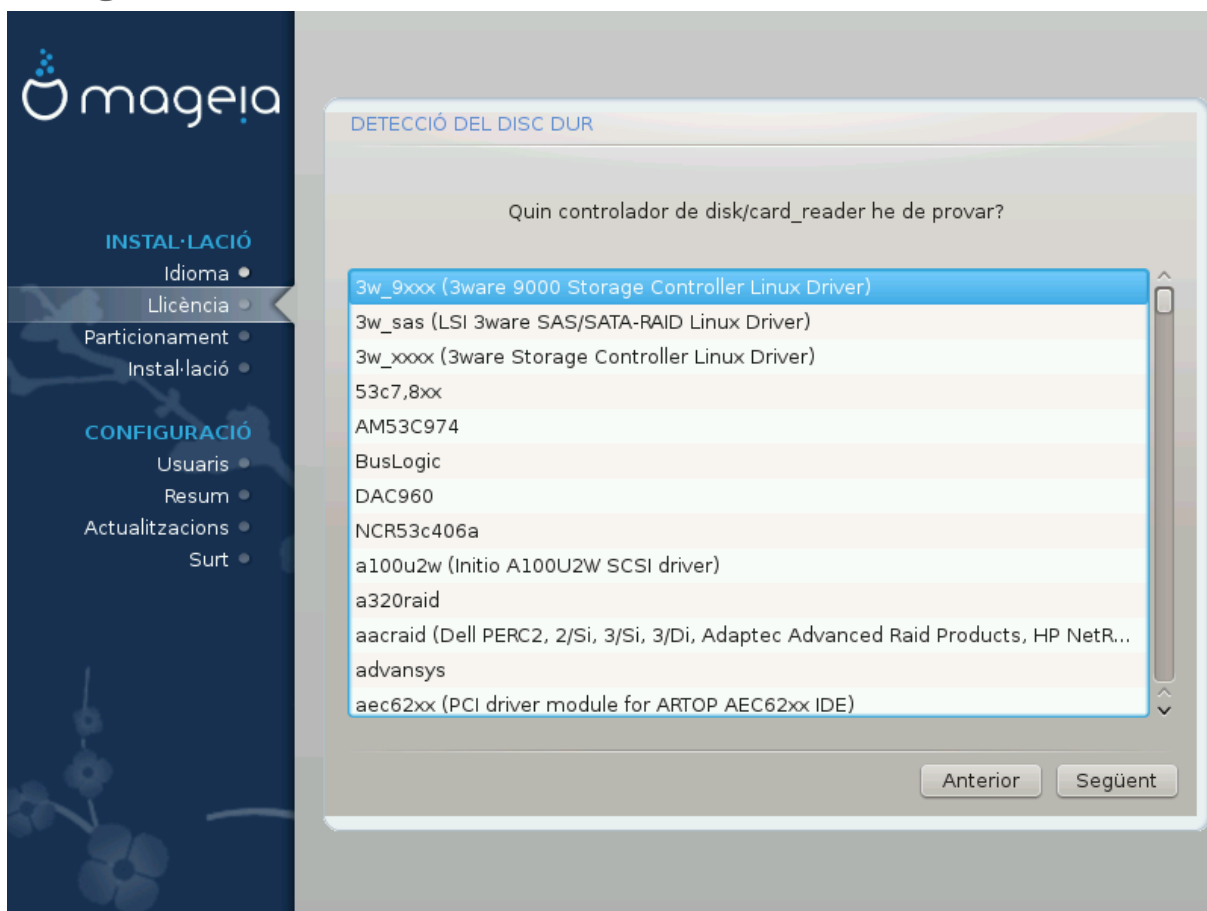 mageia
INSTAL·LACIÓ
Idioma
Llicència
Particionament
Instal·lació
CONFIGURACIÓ
Usuaris
Resum
Actualitzacions
Surt
DETECCIÓ DEL DISC DUR
Quin controlador de disk/card_reader he de provar?
3w_9xxx (3ware 9000 Storage Controller Linux Driver)
3w_sas (LSI 3ware SAS/SATA-RAID Linux Driver)
3w_xxxx (3ware Storage Controller Linux Driver)
53c7,8xx
AM53C974
BusLogic
DAC960
NCR53c406a
a100u2w (Initio A100U2W SCSI driver)
a320raid
aacraid (Dell PERC2, 2/Si, 3/Si, 3/Di, Adaptec Advanced Raid Products, HP NetR...
advansys
aec62xx (PCI driver module for ARTOP AEC62xx IDE)
Anterior
Següent